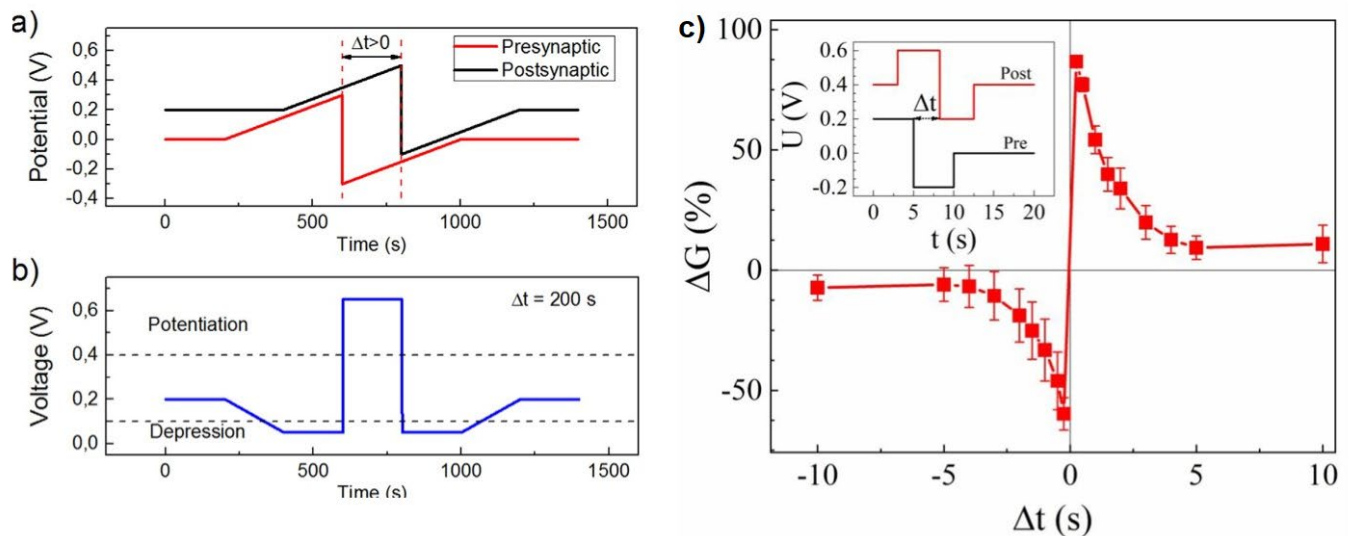 a)
Δt>0
Presynaptic
Postsynaptic
Potential (V)
0,6
0,4
0,2
0,0
-0,2
-0,4
0 500 1000 1500
Time (s)
b)
Δt = 200 s
Potentiation
Depression
Voltage (V)
0,6
0,4
0,2
0,0
0 500 1000 1500
Time (s)
c)
ΔG (%)
100
50
0
-50
-10 -5 0 5 10
Δt (s)
U (V)
0.6
0.4
0.2
0.0
-0.2
Post
Δt
Pre
0 5 10 15 20
t (s)